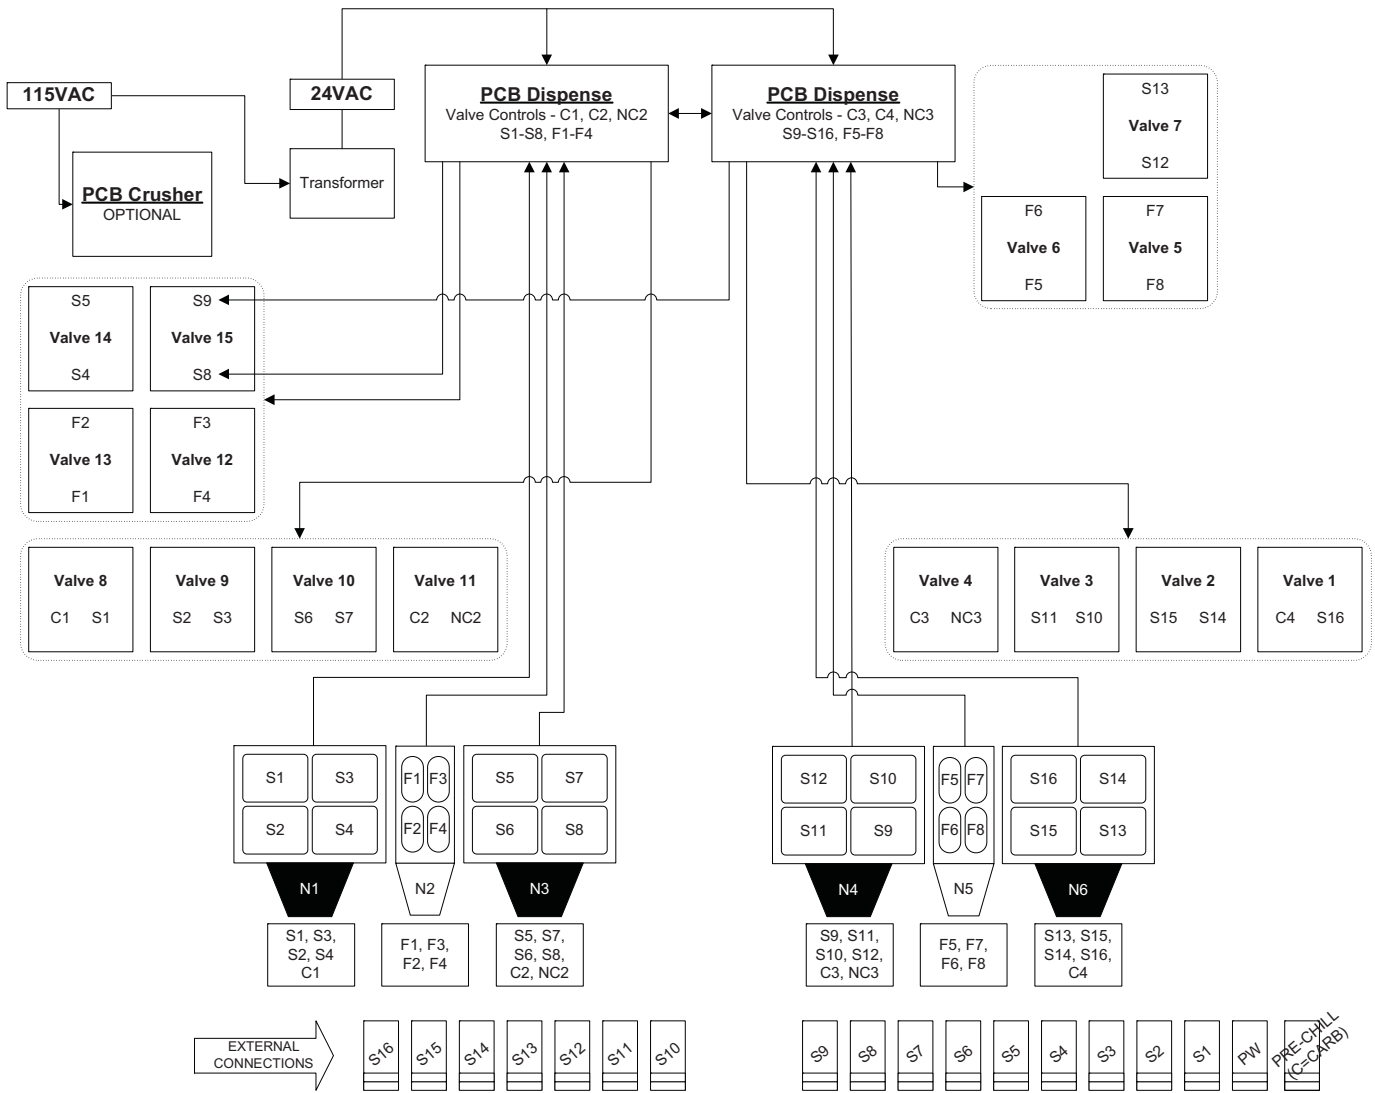 115VAC
24VAC
PCB Dispense
Valve Controls - C1, C2, NC2
S1-S8, F1-F4
PCB Dispense
Valve Controls - C3, C4, NC3
S9-S16, F5-F8
PCB Crusher
OPTIONAL
Transformer
S13
Valve 7
S12
F6
Valve 6
F5
F7
Valve 5
F8
S5
Valve 14
S4
S9
Valve 15
S8
F2
Valve 13
F1
F3
Valve 12
F4
Valve 8
C1 S1
Valve 9
S2 S3
Valve 10
S6 S7
Valve 11
C2 NC2
Valve 4
C3 NC3
Valve 3
S11 S10
Valve 2
S15 S14
Valve 1
C4 S16
S1 S3
S2 S4
N1
S1, S3,
S2, S4
C1
F1 F3
F2 F4
N2
F1, F3,
F2, F4
S5 S7
S6 S8
N3
S5, S7,
S6, S8,
C2, NC2
S12 S10
S11 S9
N4
S9, S11,
S10, S12,
C3, NC3
F5 F7
F6 F8
N5
F5, F7,
F6, F8
S16 S14
S15 S13
N6
S13, S15,
S14, S16,
C4
EXTERNAL
CONNECTIONS
S16
S15
S14
S13
S12
S11
S10
S9
S8
S7
S6
S5
S4
S3
S2
S1
PW
PRE-CHILL
(C=CARB)